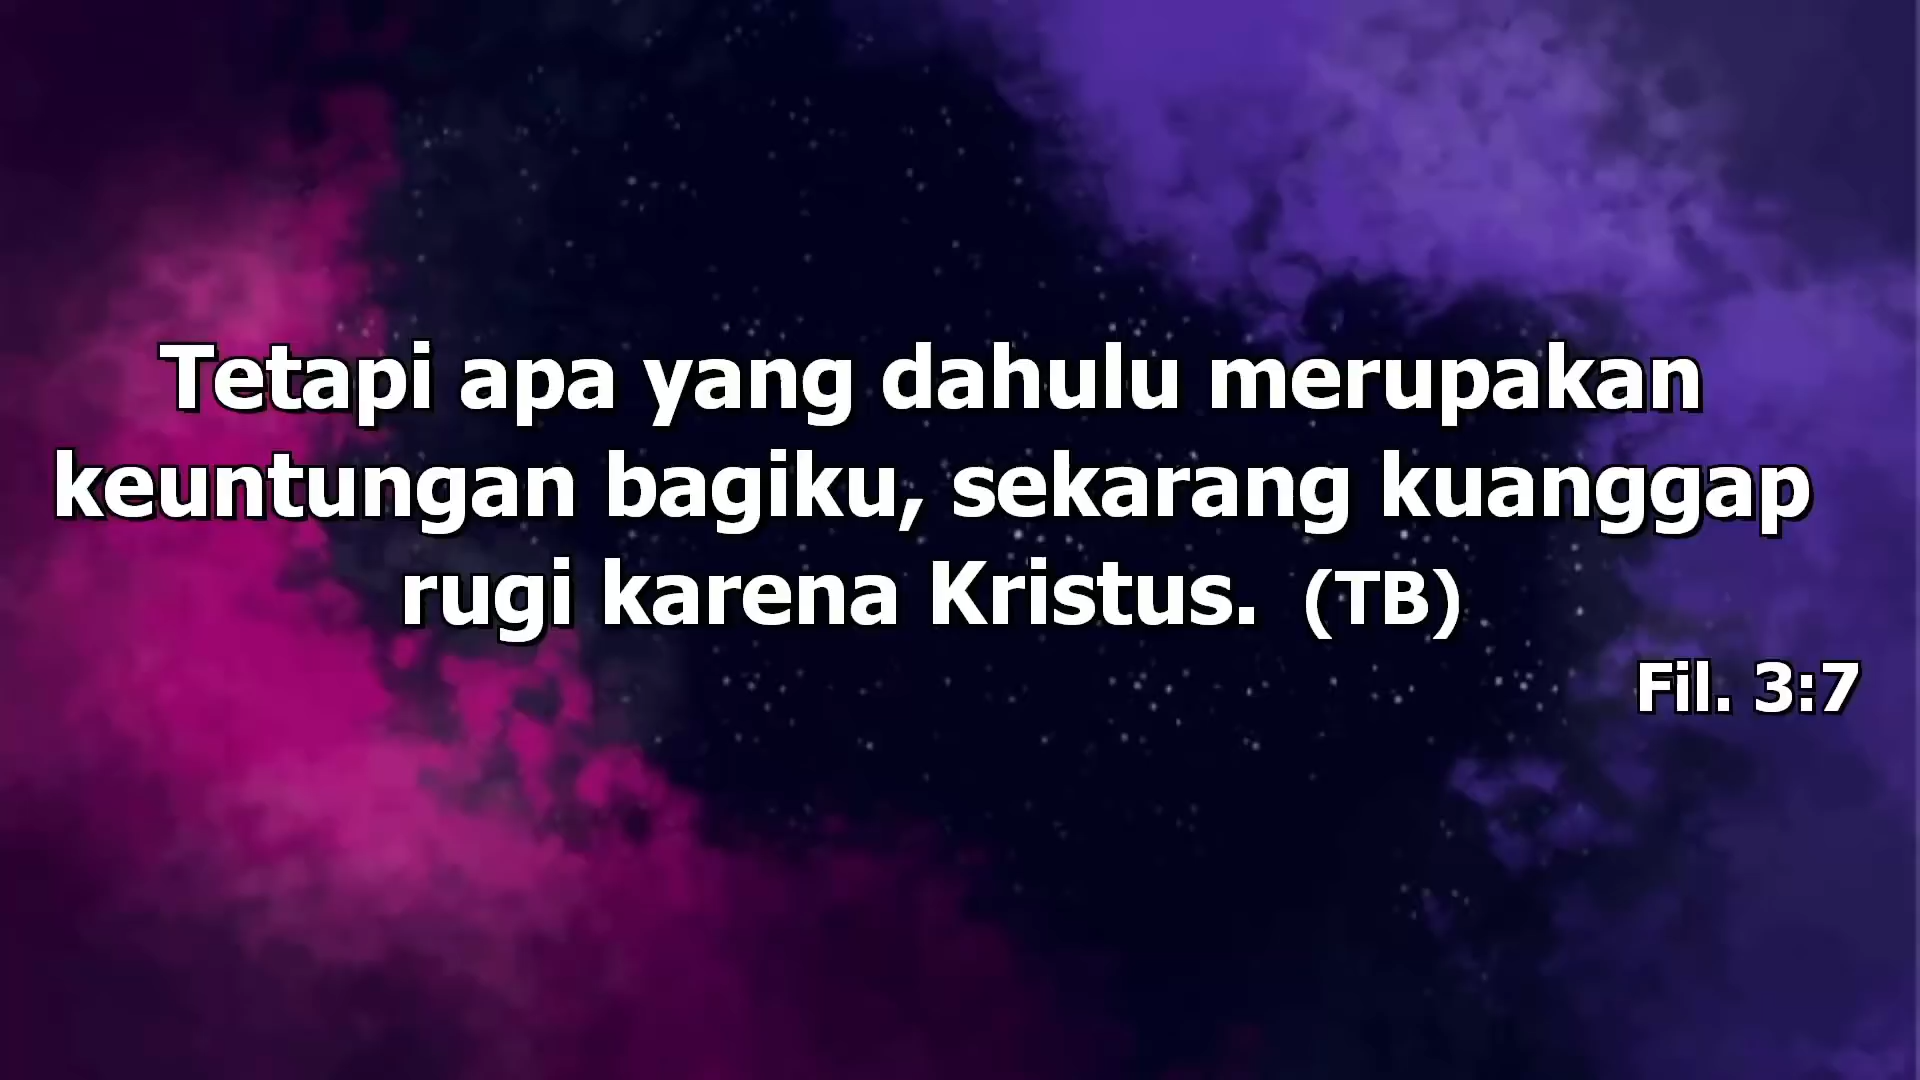 Tetapi apa yang dahulu merupakan
keuntungan bagiku, sekarang kuanggap
rugi karena Kristus. (TB)
Fil. 3:7